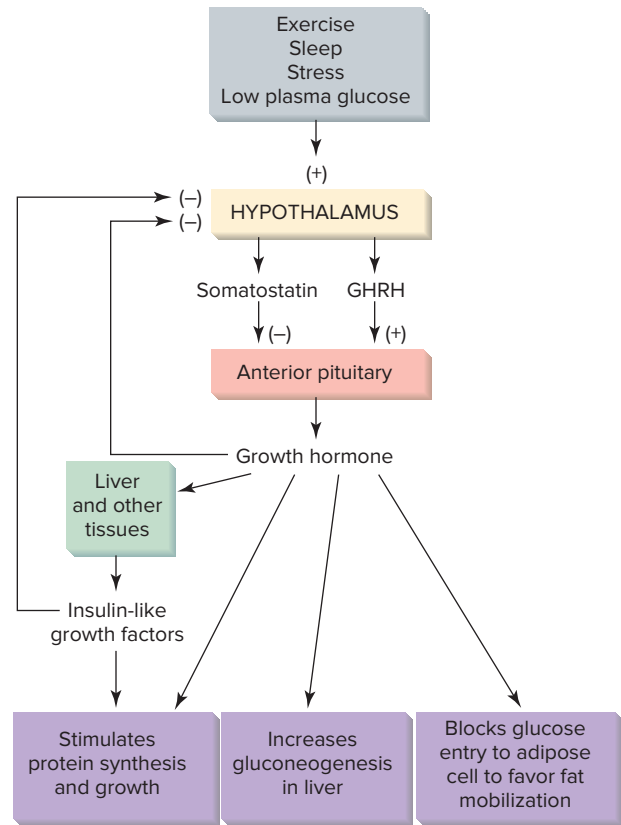 Exercise
Sleep
Stress
Low plasma glucose
(+)
(–)
(–)
HYPOTHALAMUS
Somatostatin
GHRH
(–)
(+)
Anterior pituitary
Growth hormone
Liver
and other
tissues
Insulin-like
growth factors
Stimulates
protein synthesis
and growth
Increases
gluconeogenesis
in liver
Blocks glucose
entry to adipose
cell to favor fat
mobilization